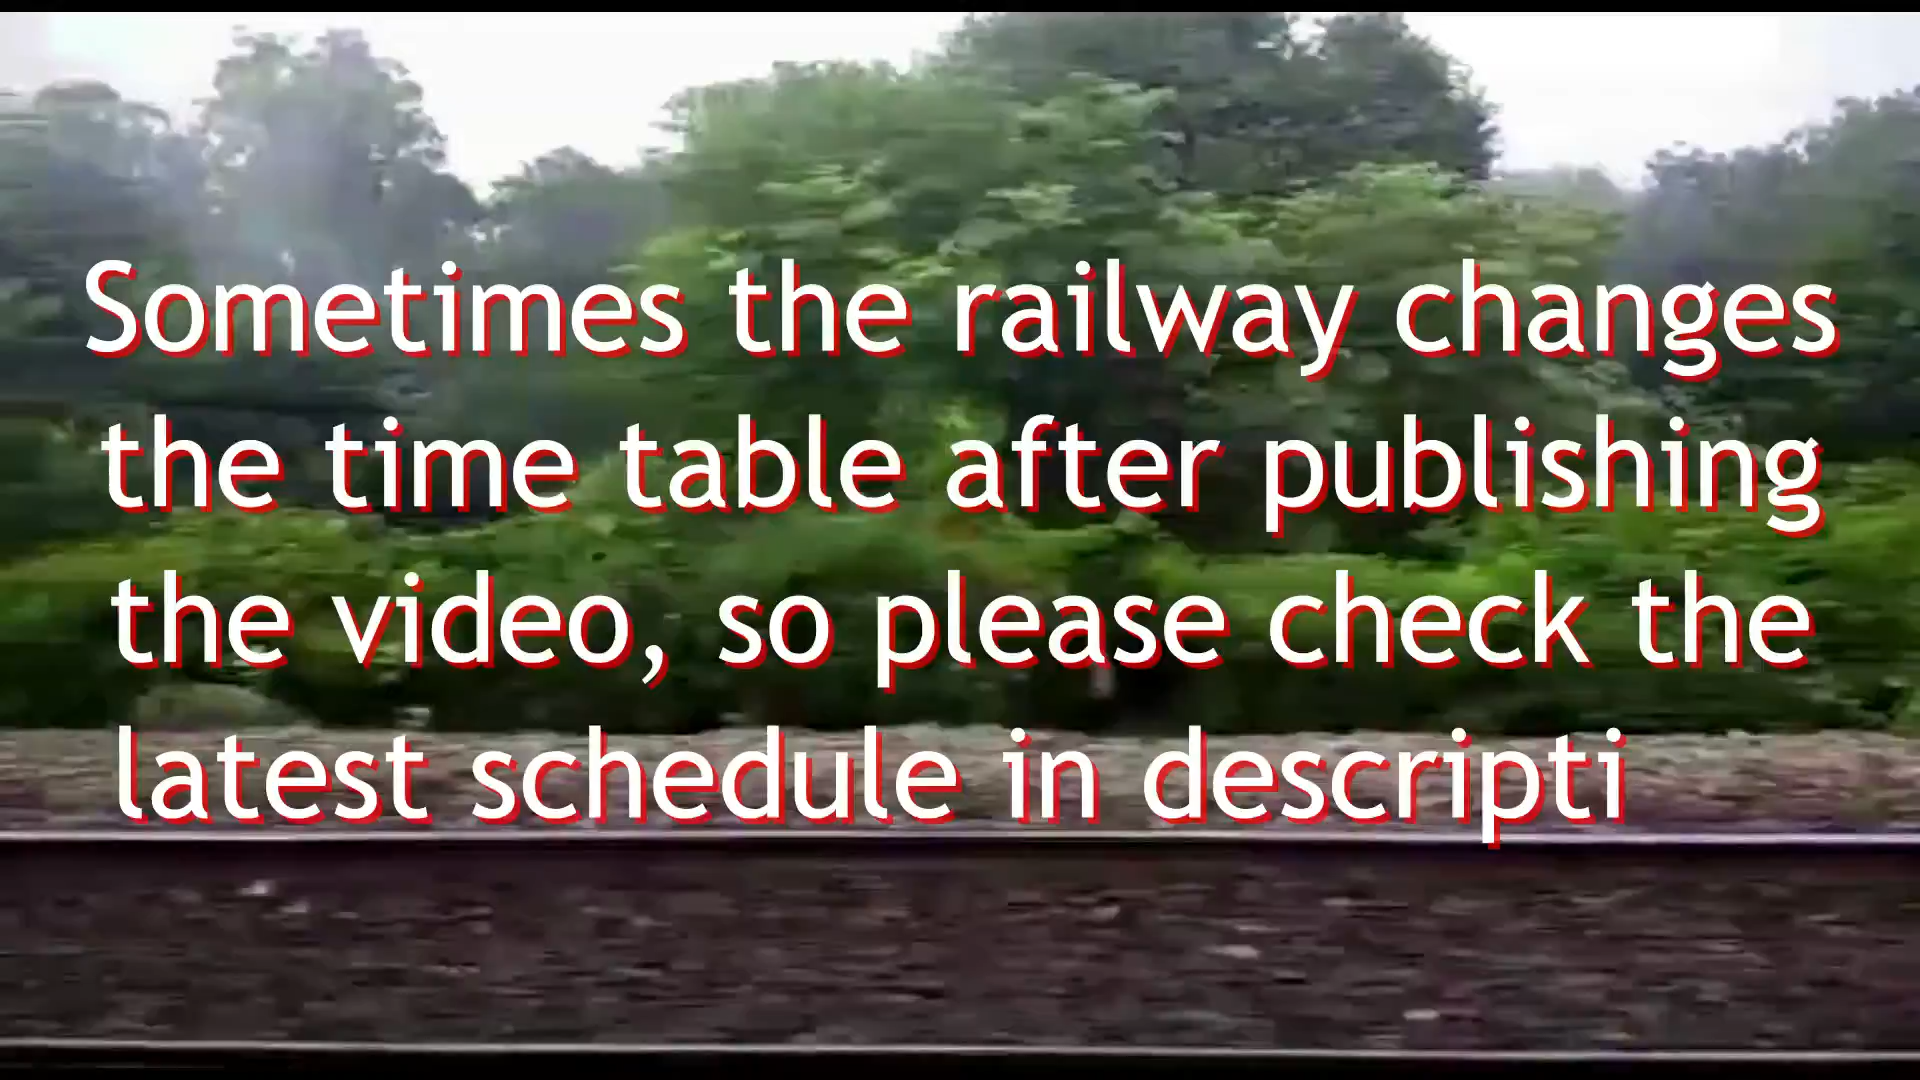 Sometimes the railway changes
the time table after publishing
the video, so please check the
latest schedule in descripti